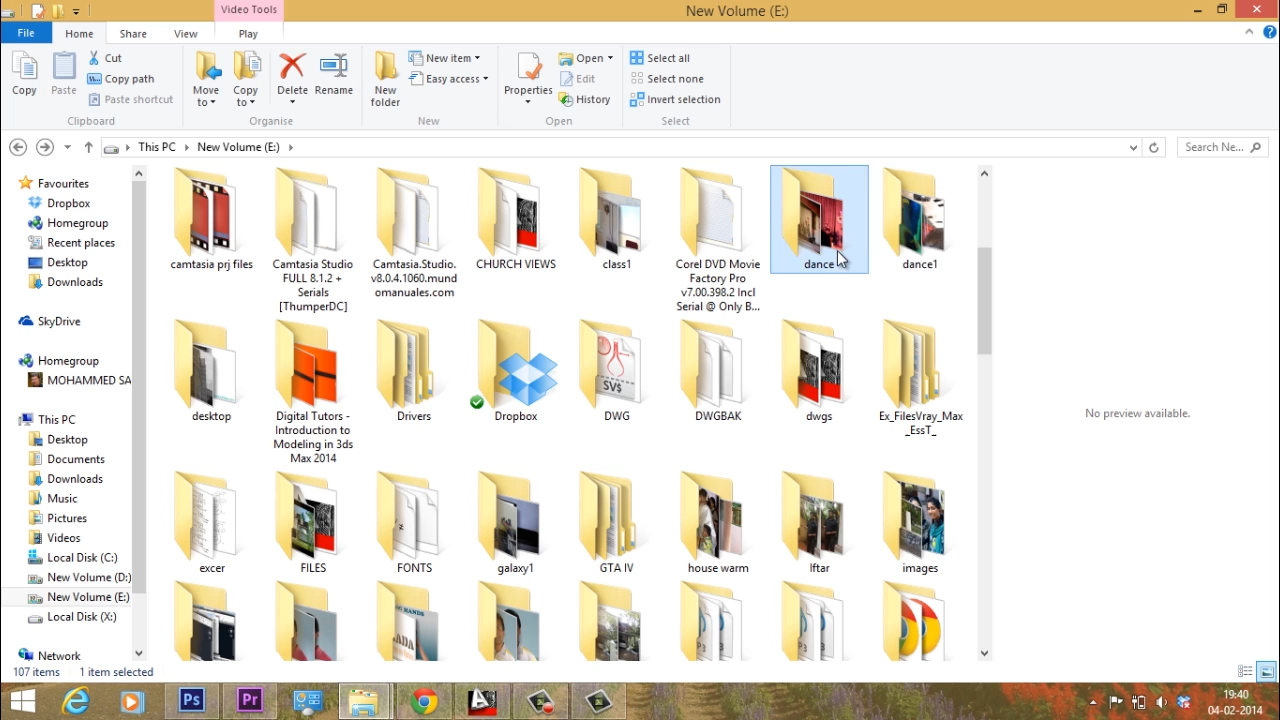 Video Tools
New Volume (E:)
File
Home
Share
View
Play
Copy
Paste
Cut
Copy path
Paste shortcut
Clipboard
Move to
Copy to
Delete
Rename
Organise
New folder
New item
Easy access
New
Properties
Open
Edit
History
Open
Select all
Select none
Invert selection
Select
This PC
New Volume (E:)
Search Ne...
Favourites
Dropbox
Homegroup
Recent places
Desktop
Downloads
SkyDrive
Homegroup
MOHAMMED SA
This PC
Desktop
Documents
Downloads
Music
Pictures
Videos
Local Disk (C:)
New Volume (D:)
New Volume (E:)
Local Disk (X:)
Network
camtasia prj files
Camtasia Studio
FULL 8.1.2 +
Serials
[ThumperDC]
Camtasia.Studio.
v8.0.4.1060.mund
omanuales.com
CHURCH VIEWS
class1
Corel DVD Movie
Factory Pro
v7.00.398.2 Incl
Serial @ Only B...
dance
dance1
desktop
Digital Tutors -
Introduction to
Modeling in 3ds
Max 2014
Drivers
Dropbox
SV$
DWG
DWGBAK
dwgs
Ex_FilesVray_Max
_EssT_
excer
FILES
FONTS
galaxy1
GTA IV
house warm
Iftar
images
No preview available.
107 items
1 item selected
Ps
Pr
19:40
04-02-2014